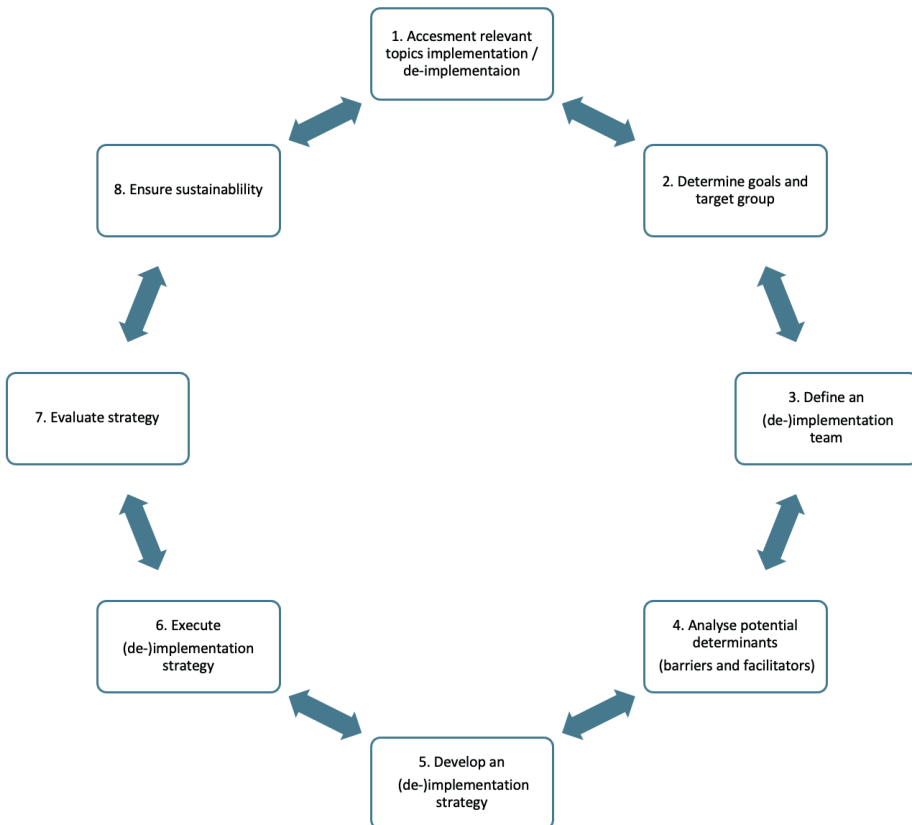 1. Accesment relevant
topics implementation /
de-implementaion
2. Determine goals and
target group
3. Define an
(de-)implementation
team
4. Analyse potential
determinants
(barriers and facilitators)
5. Develop an
(de-)implementation
strategy
6. Execute
(de-)implementation
strategy
7. Evaluate strategy
8. Ensure sustainablility